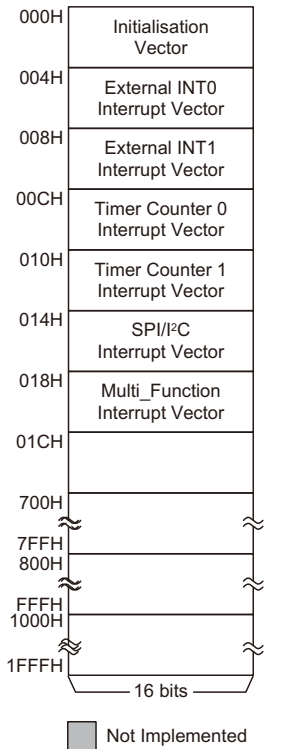 000H
Initialisation
Vector
004H
External INT0
Interrupt Vector
008H
External INT1
Interrupt Vector
00CH
Timer Counter 0
Interrupt Vector
010H
Timer Counter 1
Interrupt Vector
014H
SPI/I²C
Interrupt Vector
018H
Multi_Function
Interrupt Vector
01CH
700H
7FFH
800H
FFFH
1000H
1FFFH
16 bits
Not Implemented